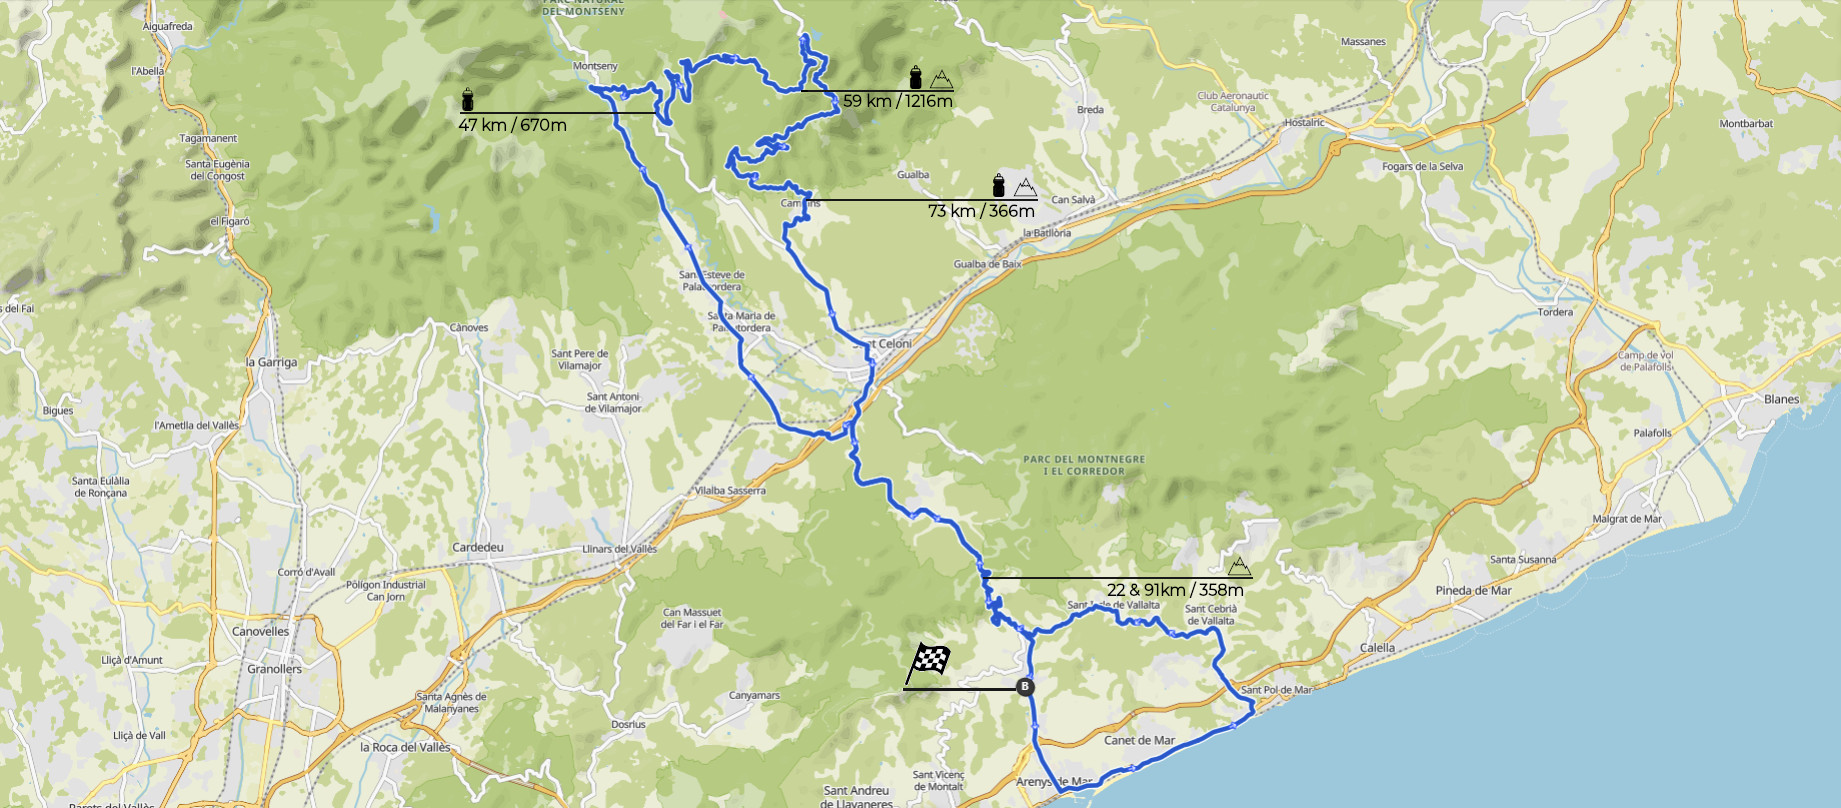 PARC NATURAL
DEL MONTSENY
Aiguafreda
Massanes
l'Abella
Montseny
59 km / 1216m
Club Aeronautic
Catalunya
Breda
Hostalric
Montbarbat
47 km / 670m
Tagamanent
Santa Eugènia
del Congost
Fogars de la Selva
Gualba
Can Salvà
73 km / 366m
el Figaró
la Batllòria
Gualba de Baix
Sant Esteve de
Palautordera
s del Fai
Santa Maria de
Palautordera
Tordera
Cànoves
Sant Celoni
la Garriga
Sant Pere de
Vilamajor
Camp de vol
de Palafolls
Blanes
Bigues
Sant Antoni
de Vilamajor
l'Ametlla del Vallès
Palafolls
PARC DEL MONTNEGRE
I EL CORREDOR
Santa Eulàlia
de Ronçana
Vilalba Sasserra
Malgrat de Mar
Cardedeu
Llinars del Vallès
Santa Susanna
Corró d'Avall
Pòligon Industrial
Can Jorn
22 & 91km / 358m
Pineda de Mar
Sant Cebrià
de Vallalta
Can Massuet
del Far i el Far
Canovelles
Calella
Lliçà d'Amunt
Granollers
B
Sant Pol de Mar
Santa Agnès de
Malanyanes
Canyamars
Dosrius
Lliçà de Vall
la Roca del Vallès
Canet de Mar
Sant Vicenç
de Montalt
Arenys de Mar
Sant Andreu
de Llavaneres
Parets del Vallès